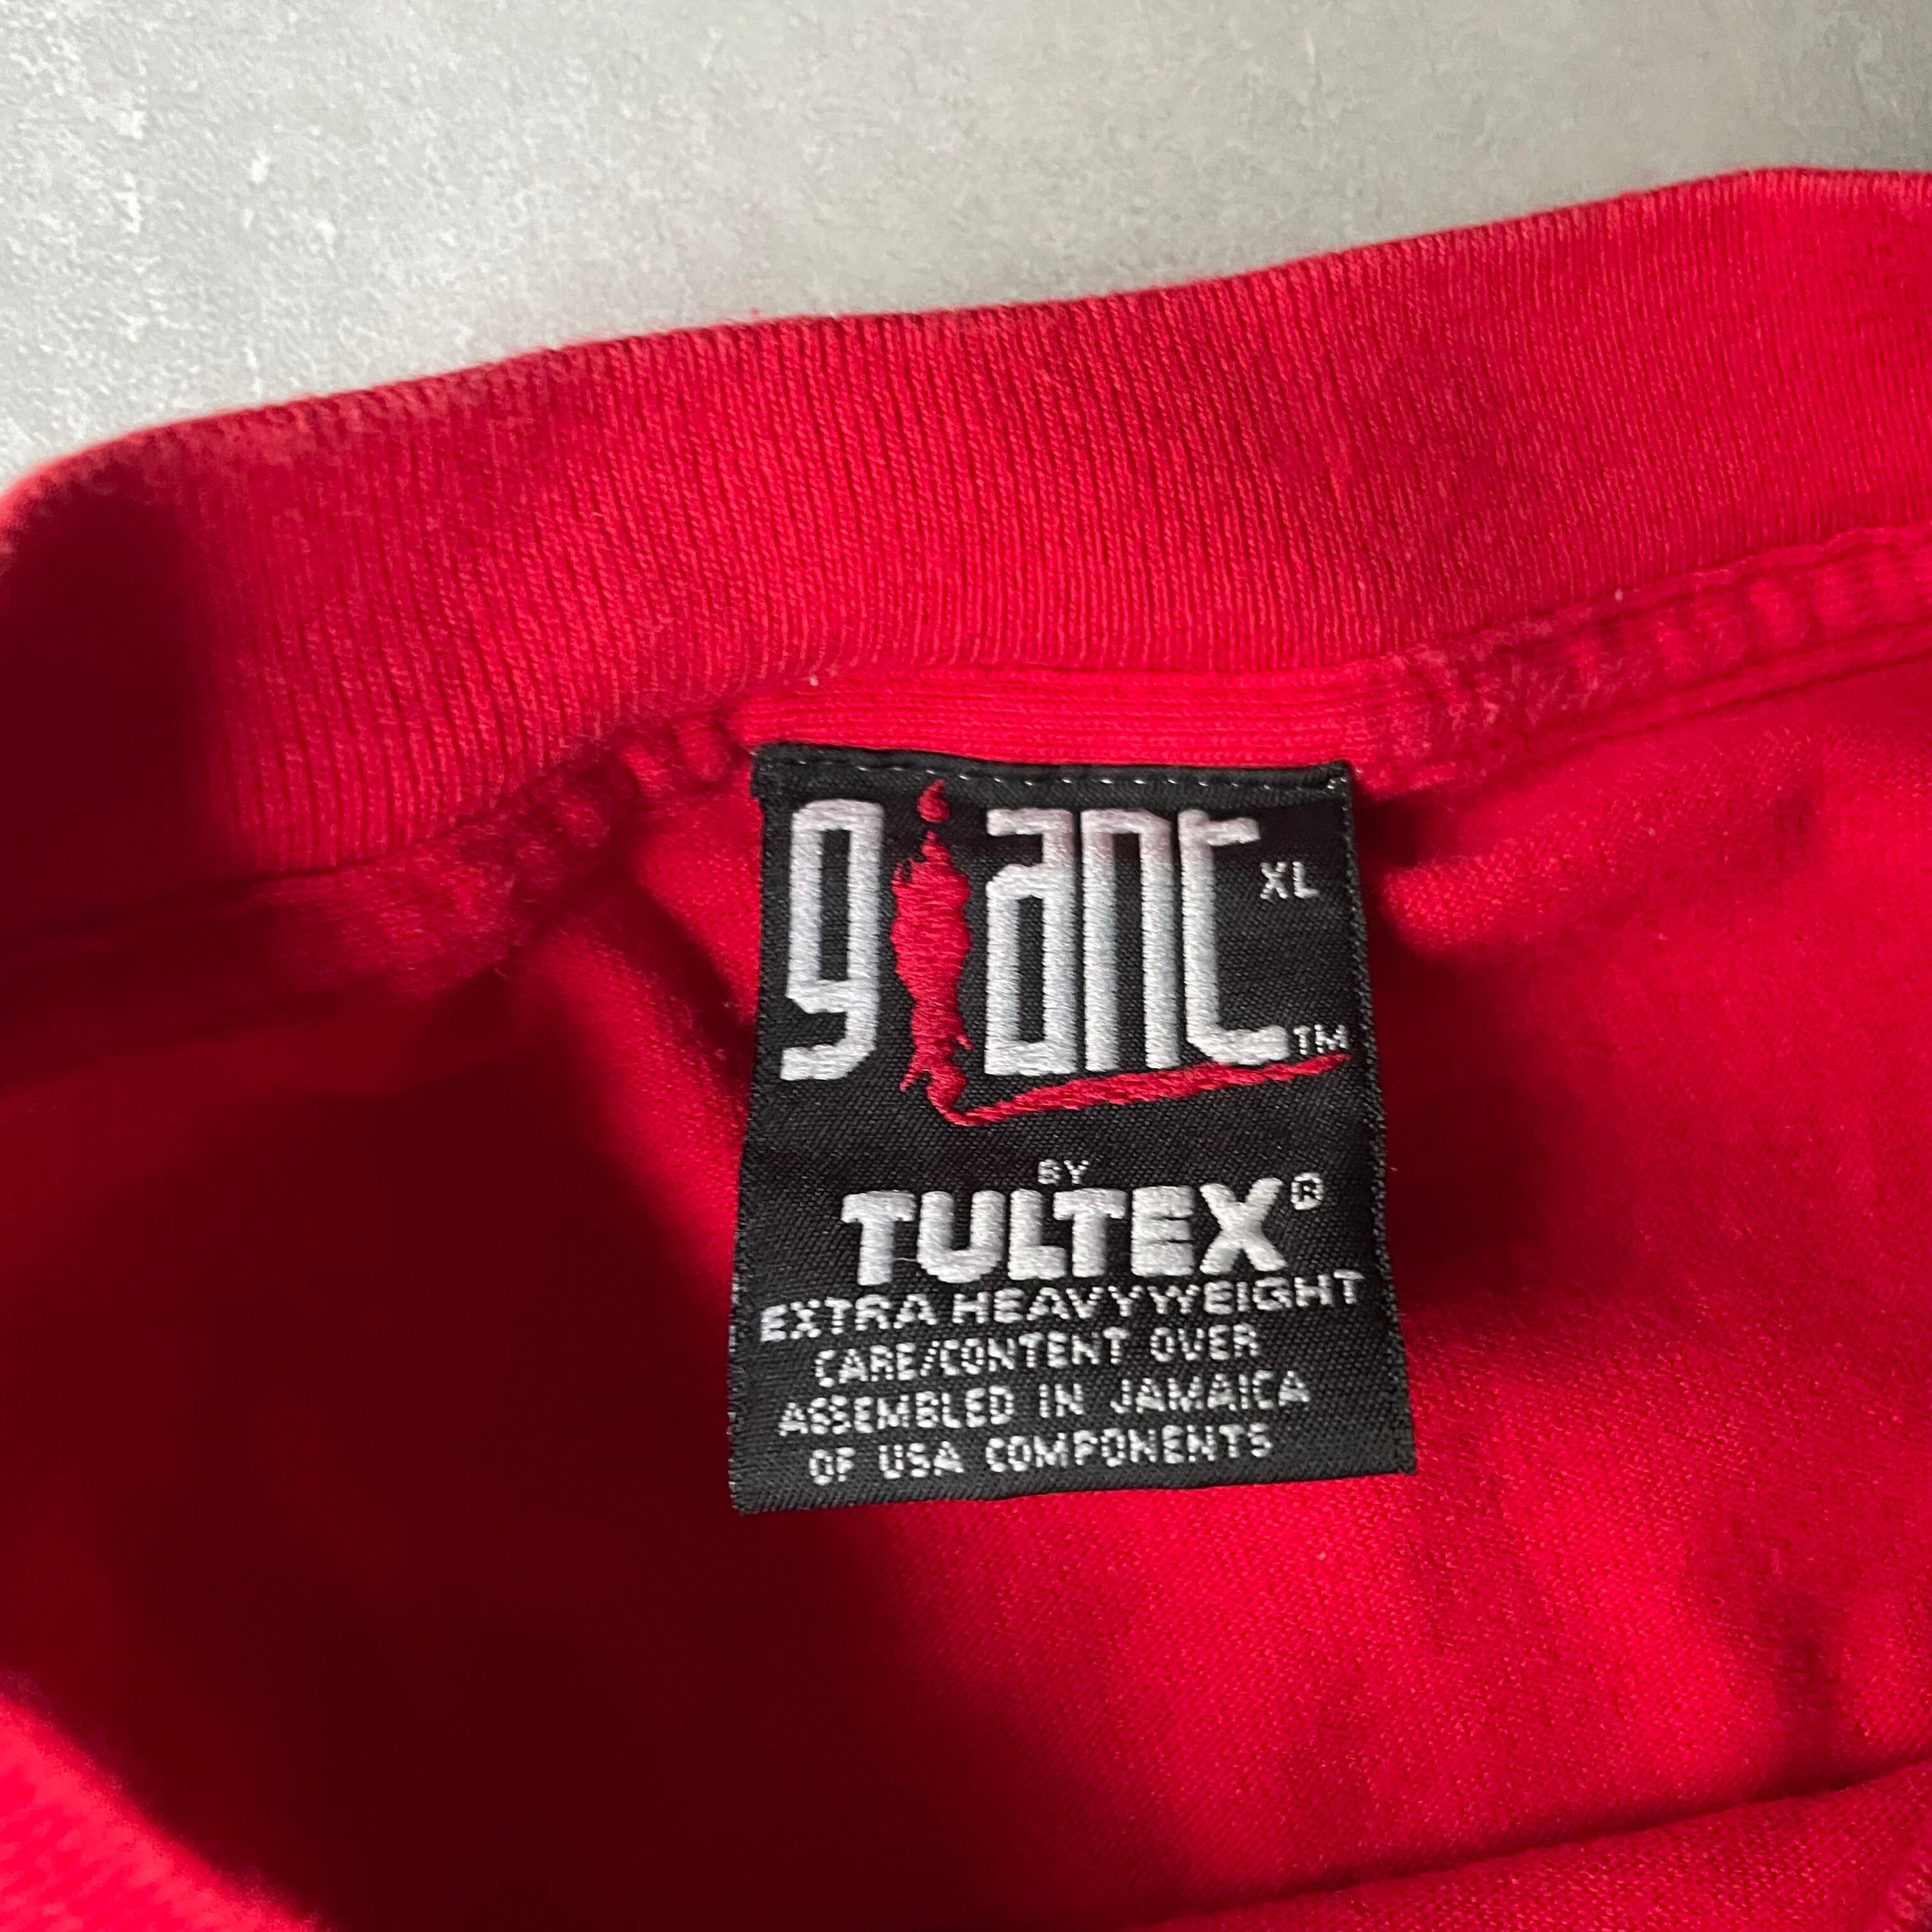 giant XL
TM
BY
TULTEX®
EXTRA HEAVYWEIGHT
CARE/CONTENT OVER
ASSEMBLED IN JAMAICA
OF USA COMPONENTS